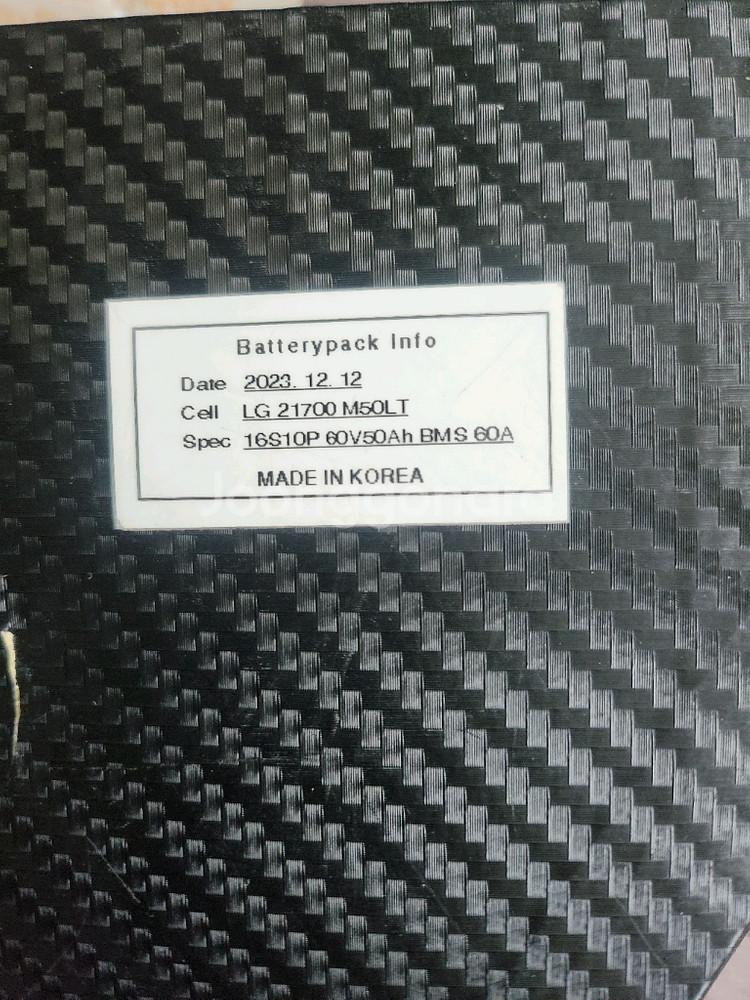 Batterypack Info
Date 2023. 12. 12
Cell LG 21700 M50LT
Spec 16S10P 60V50Ah BMS 60A
MADE IN KOREA